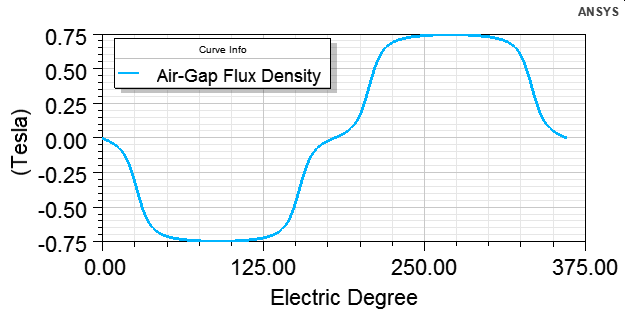 ANSYS
Curve Info
Air-Gap Flux Density
0.75
0.50
0.25
0.00
-0.25
-0.50
-0.75
(Tesla)
0.00 125.00 250.00 375.00
Electric Degree